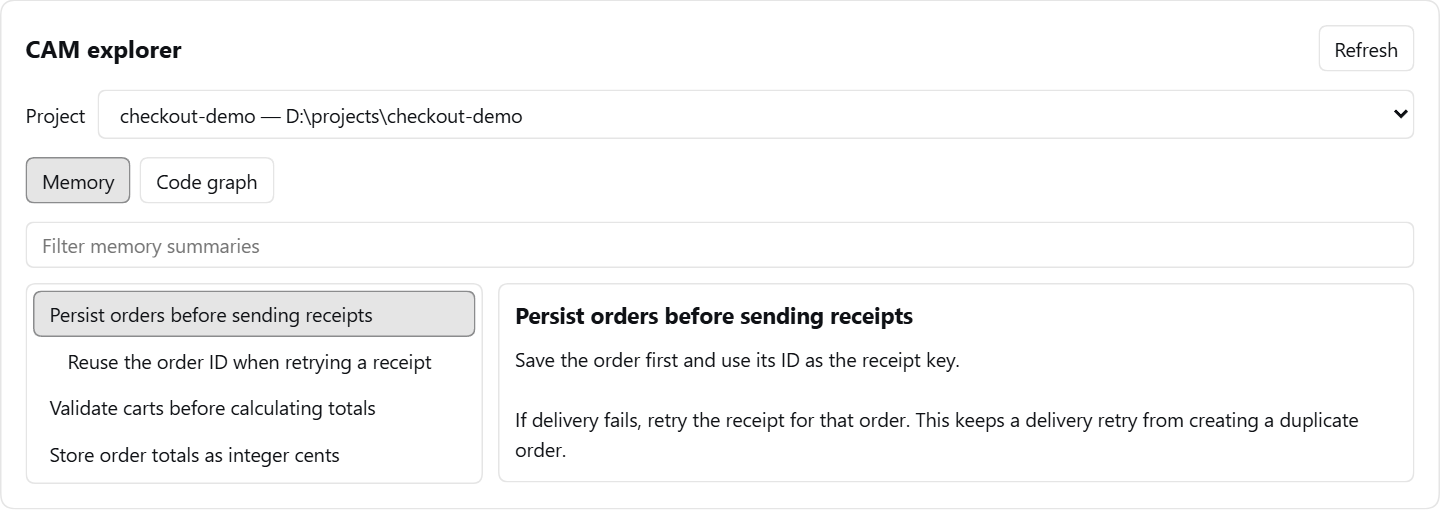 CAM explorer
Refresh
Project
checkout-demo — D:\projects\checkout-demo
Memory
Code graph
Filter memory summaries
Persist orders before sending receipts
Reuse the order ID when retrying a receipt
Validate carts before calculating totals
Store order totals as integer cents
Persist orders before sending receipts
Save the order first and use its ID as the receipt key.
If delivery fails, retry the receipt for that order. This keeps a delivery retry from creating a duplicate
order.